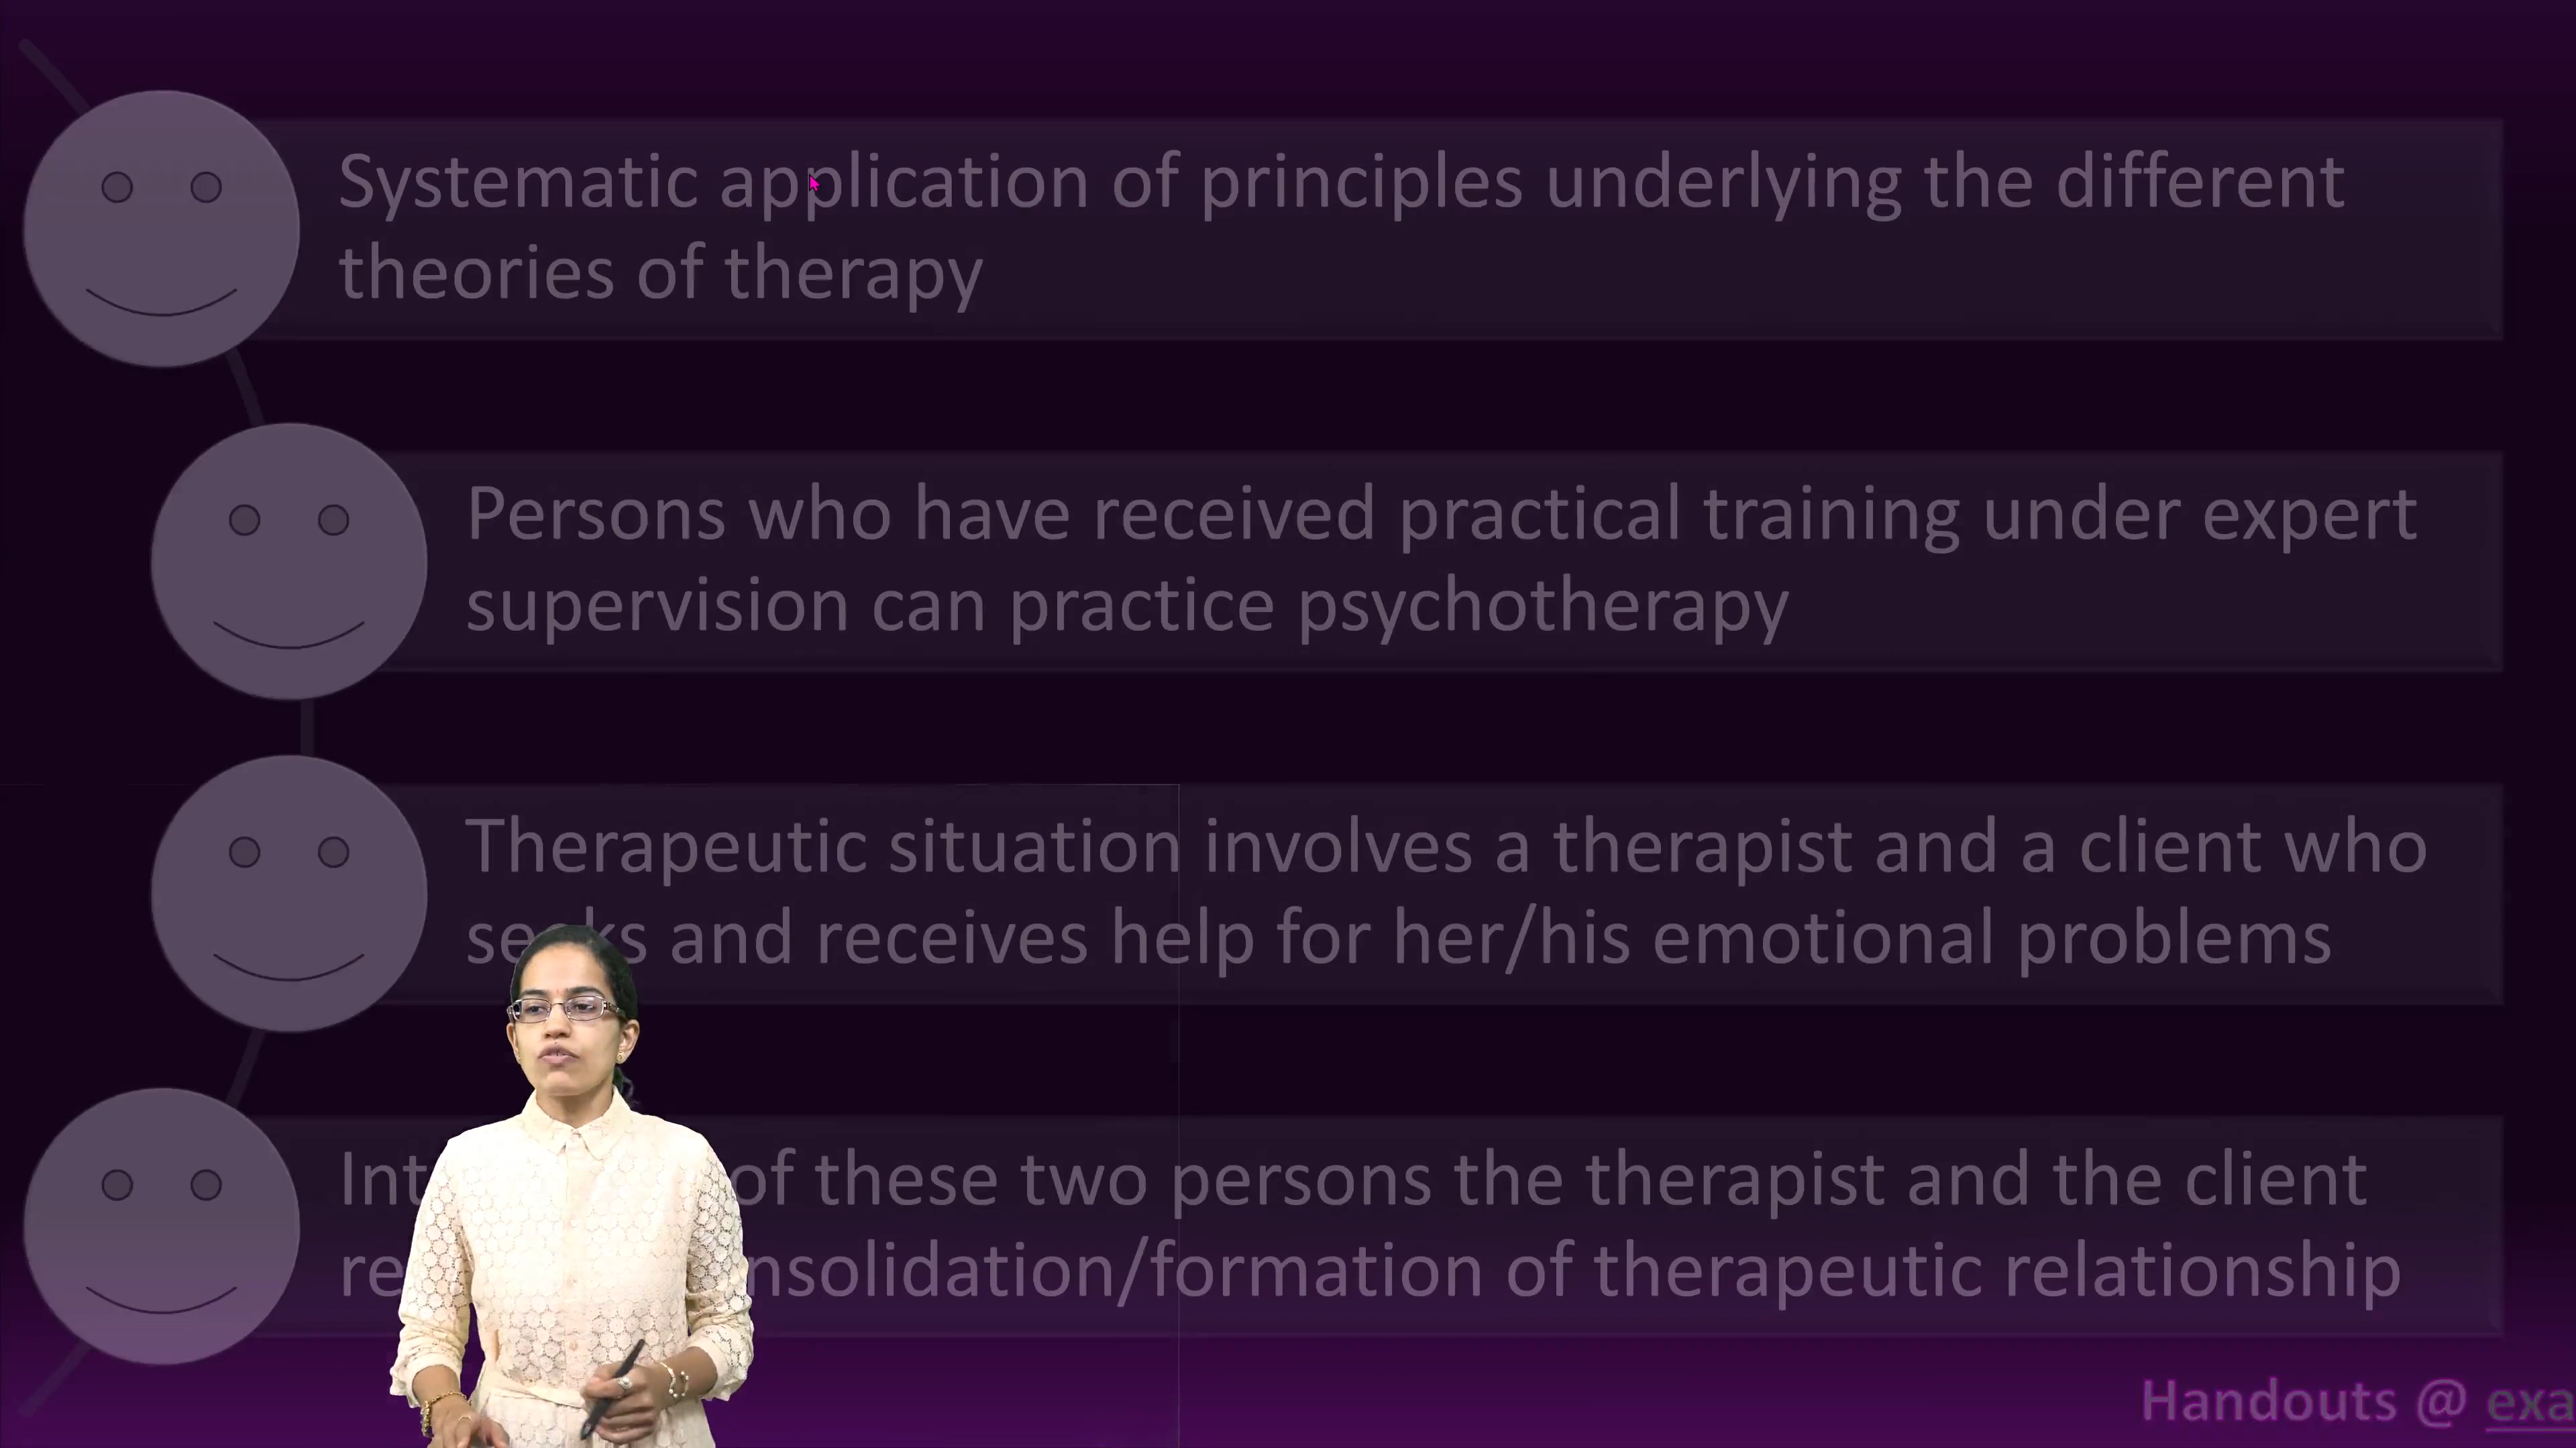 Systematic application of principles underlying the different
theories of therapy
Persons who have received practical training under expert
supervision can practice psychotherapy
Therapeutic situation involves a therapist and a client who
and receives help for her/his emotional problems
of these two persons the therapist and the client
of therapeutic relationship
Handouts @